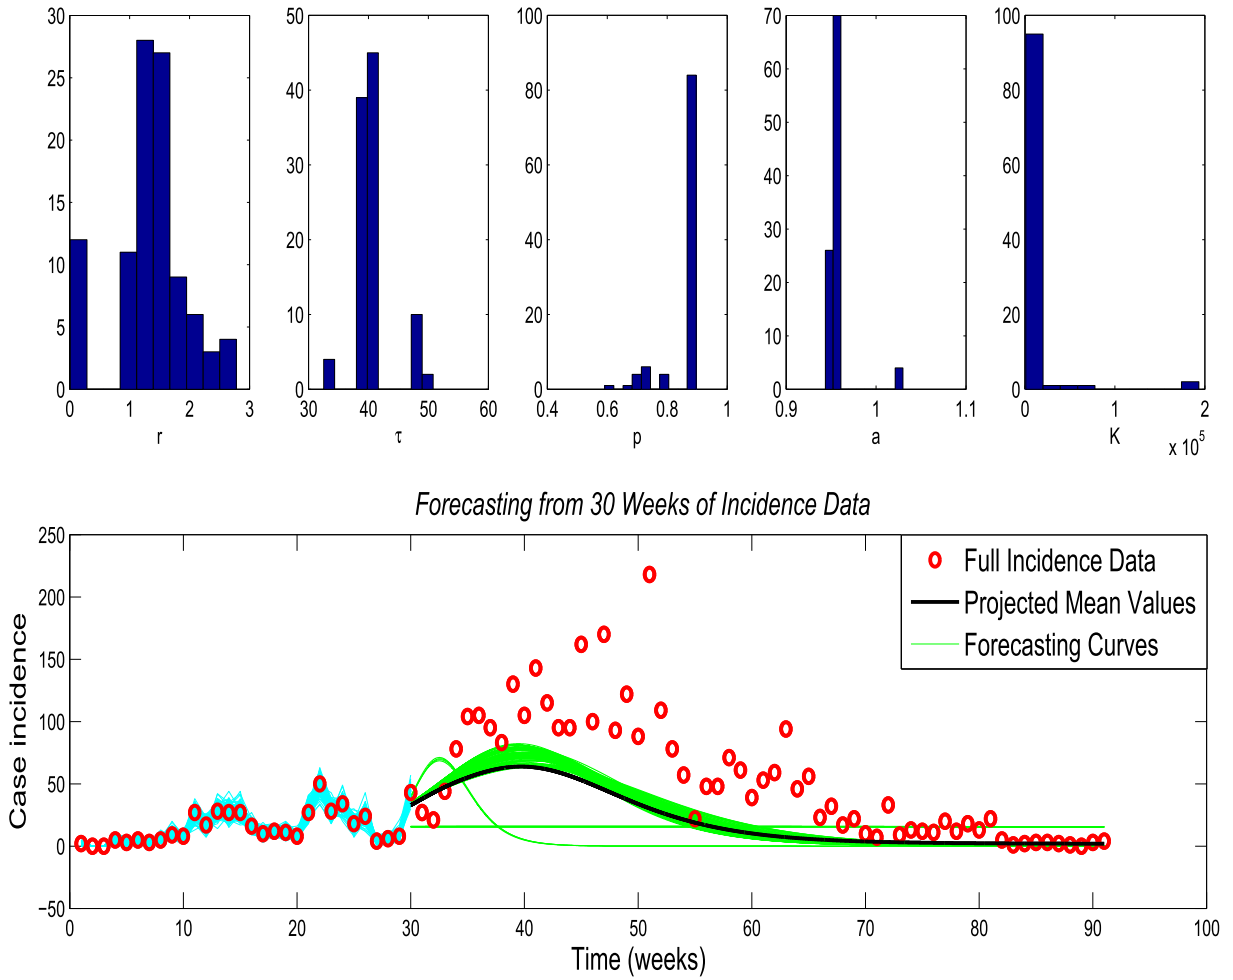 30
25
20
15
10
5
0
0 1 2 3
r
50
40
30
20
10
0
30 40 50 60
τ
100
80
60
40
20
0
0.4 0.6 0.8 1
p
70
60
50
40
30
20
10
0
0.9 1 1.1
a
100
80
60
40
20
0
0 1 2
K
x 10^5
Forecasting from 30 Weeks of Incidence Data
250
200
150
100
50
0
−50
Case incidence
Full Incidence Data
Projected Mean Values
Forecasting Curves
0 10 20 30 40 50 60 70 80 90 100
Time (weeks)